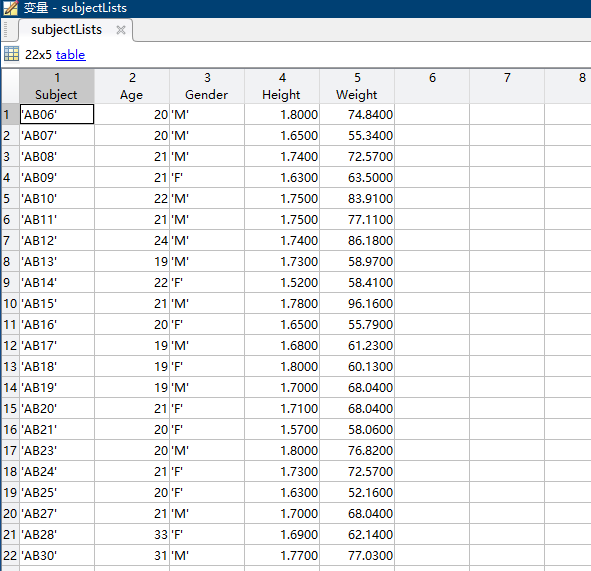 变量 - subjectLists
subjectLists
22x5 table
1 2 3 4 5 6 7 8
Subject Age Gender Height Weight
1 'AB06' 20 'M' 1.8000 74.8400
2 'AB07' 20 'M' 1.6500 55.3400
3 'AB08' 21 'M' 1.7400 72.5700
4 'AB09' 21 'F' 1.6300 63.5000
5 'AB10' 22 'M' 1.7500 83.9100
6 'AB11' 21 'M' 1.7500 77.1100
7 'AB12' 24 'M' 1.7400 86.1800
8 'AB13' 19 'M' 1.7300 58.9700
9 'AB14' 22 'F' 1.5200 58.4100
10 'AB15' 21 'M' 1.7800 96.1600
11 'AB16' 20 'F' 1.6500 55.7900
12 'AB17' 19 'M' 1.6800 61.2300
13 'AB18' 19 'F' 1.8000 60.1300
14 'AB19' 19 'M' 1.7000 68.0400
15 'AB20' 21 'F' 1.7100 68.0400
16 'AB21' 20 'F' 1.5700 58.0600
17 'AB23' 20 'M' 1.8000 76.8200
18 'AB24' 21 'F' 1.7300 72.5700
19 'AB25' 20 'F' 1.6300 52.1600
20 'AB27' 21 'M' 1.7000 68.0400
21 'AB28' 33 'F' 1.6900 62.1400
22 'AB30' 31 'M' 1.7700 77.0300